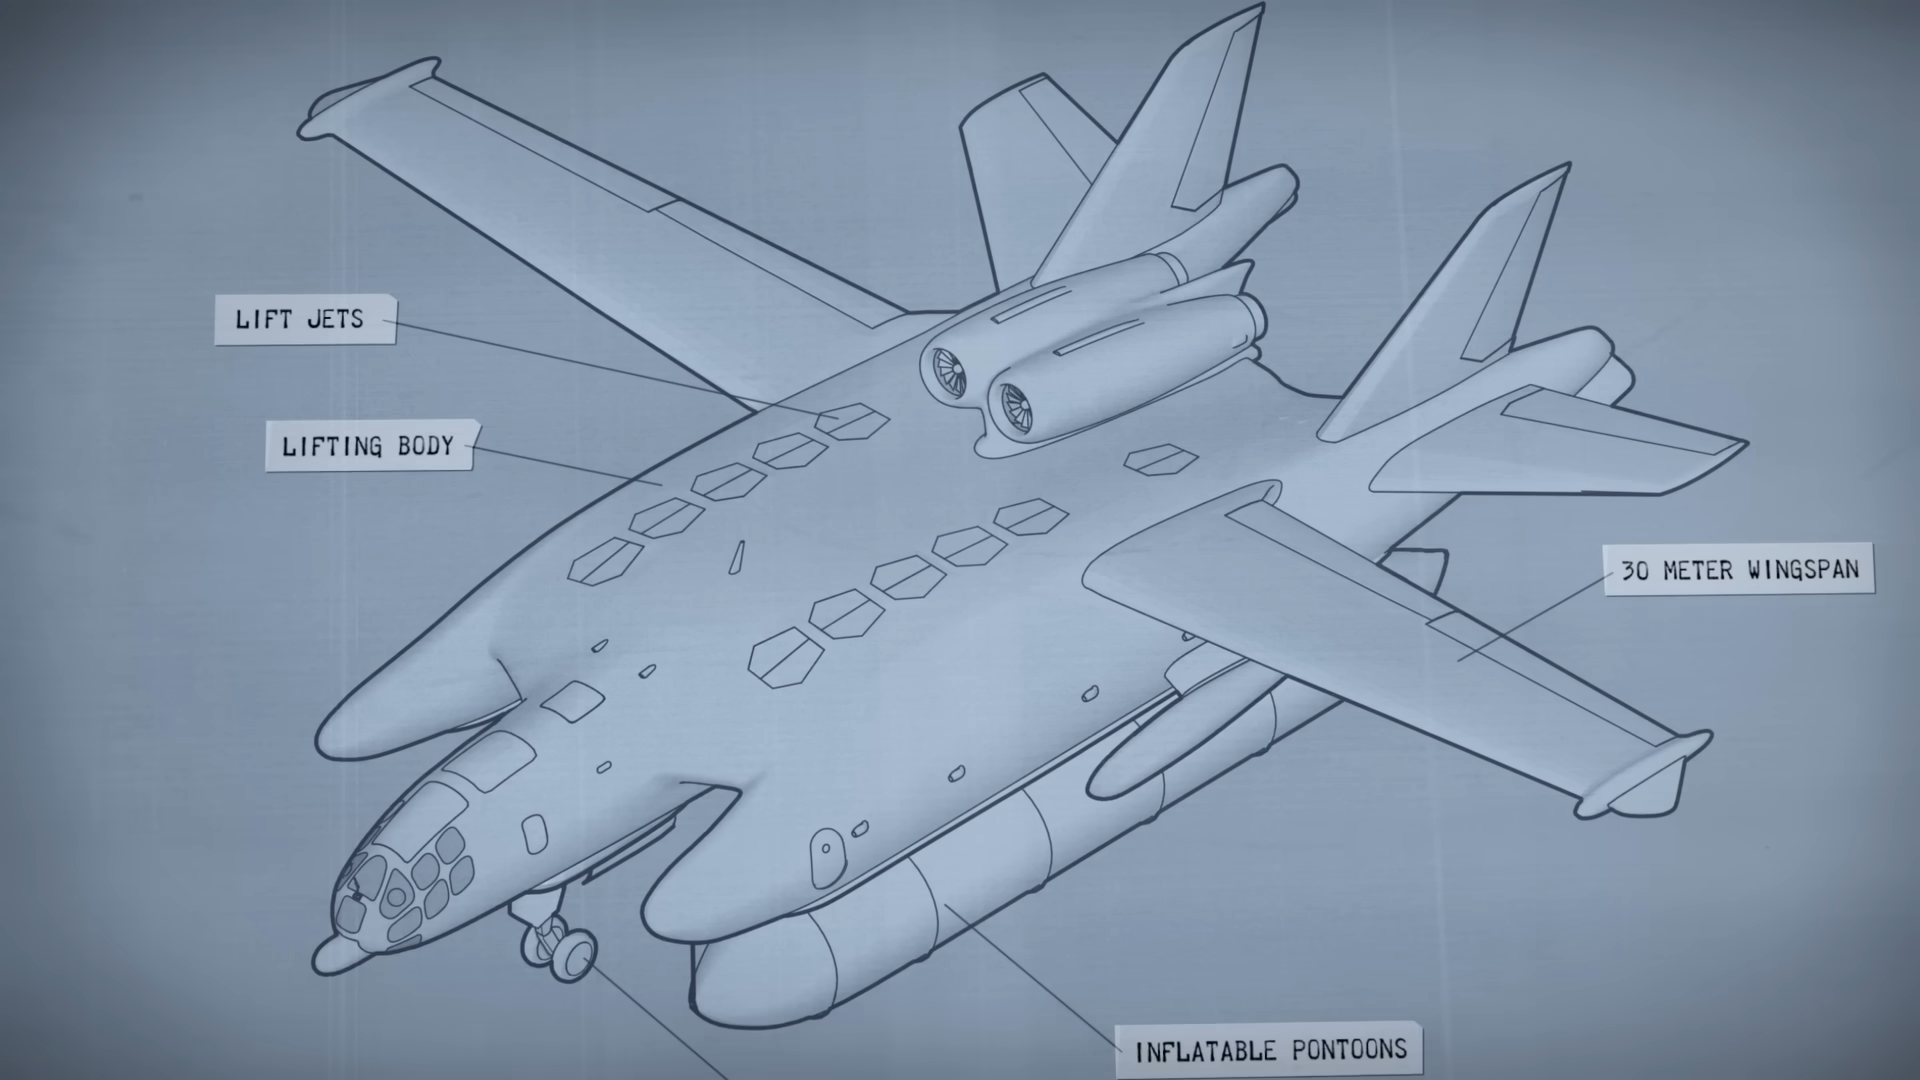 LIFT JETS
LIFTING BODY
30 METER WINGSPAN
INFLATABLE PONTOONS